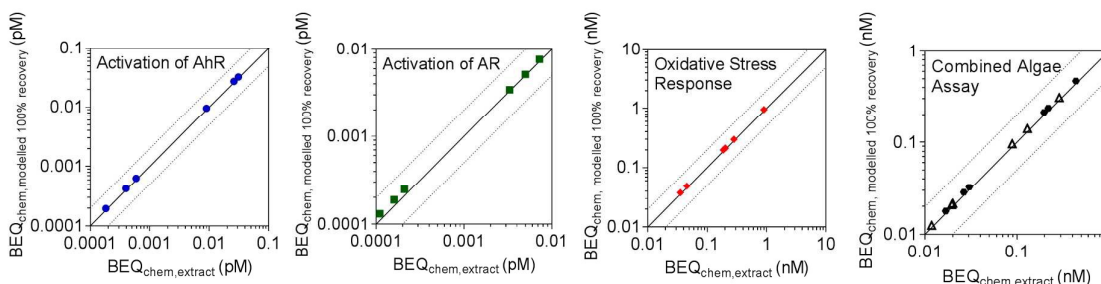 BEQchem,modelled 100% recovery (pM)
0.1
0.01
0.001
0.0001
Activation of AhR
0.0001
0.001
0.01
0.1
BEQchem,extract (pM)
BEQchem,modelled 100% recovery (pM)
0.01
0.001
0.0001
Activation of AR
0.0001
0.001
0.01
BEQchem,extract (pM)
BEQchem, modelled 100% recovery (nM)
10
1
0.1
0.01
Oxidative Stress
Response
0.01
0.1
1
10
BEQchem,extract (nM)
BEQchem, modelled 100% recovery (nM)
1
0.1
0.01
Combined Algae
Assay
0.01
0.1
BEQchem,extract (nM)